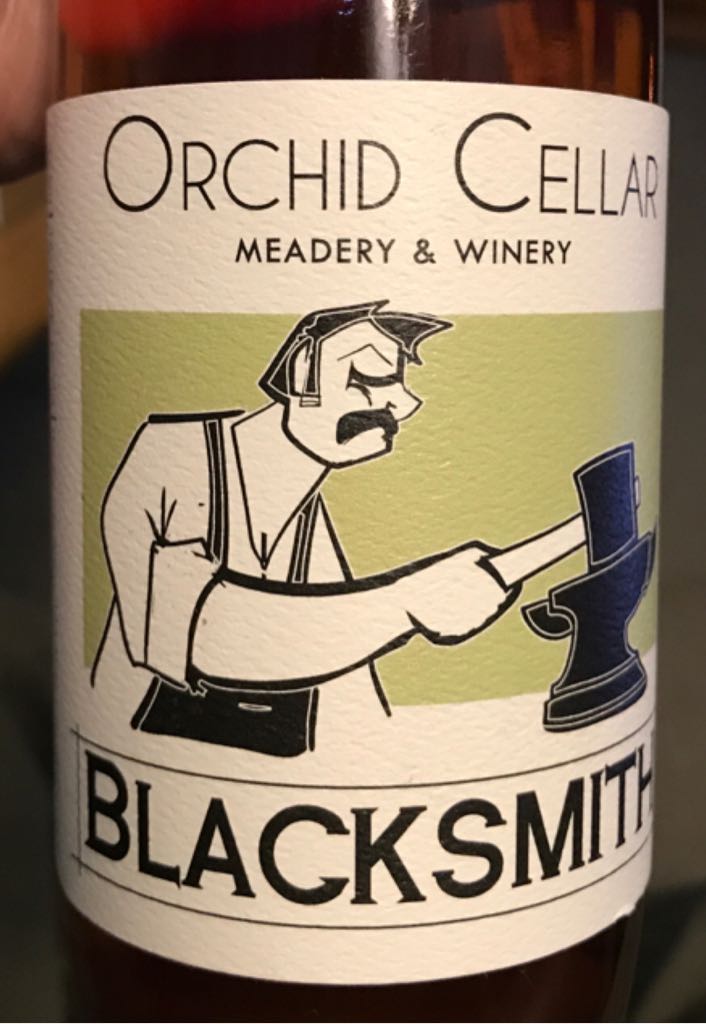 ORCHID CELLAR
MEADERY & WINERY
BLACKSMITH